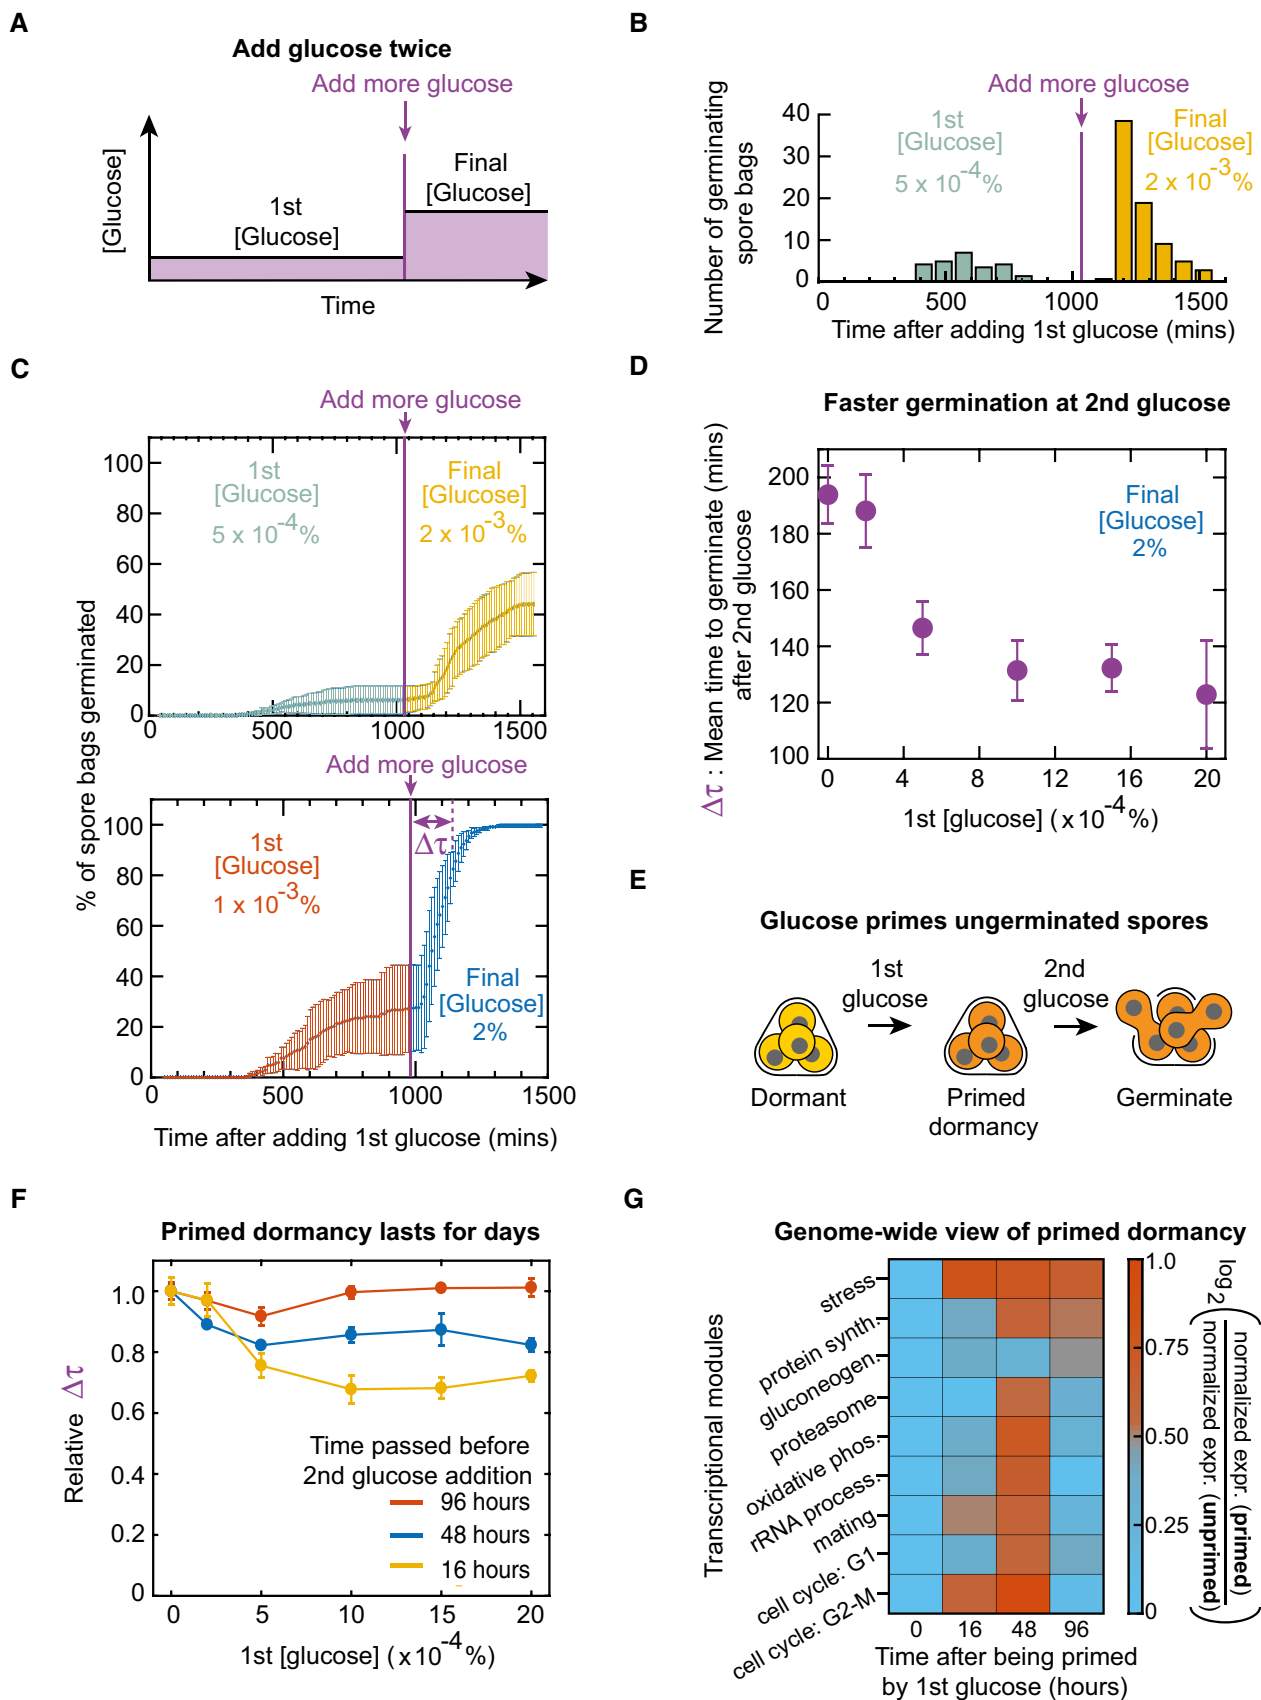 A
Add glucose twice
Add more glucose
[Glucose]
1st
[Glucose]
Final
[Glucose]
Time
B
Add more glucose
Number of germinating
spore bags
40
30
20
10
0
1st
[Glucose]
5 x 10-4%
Final
[Glucose]
2 x 10-3%
0
500
1000
1500
Time after adding 1st glucose (mins)
C
Add more glucose
% of spore bags germinated
100
80
60
40
20
0
1st
[Glucose]
5 x 10-4%
Final
[Glucose]
2 x 10-3%
0
500
1000
1500
Add more glucose
100
80
60
40
20
0
1st
[Glucose]
1 x 10-3%
Δτ
Final
[Glucose]
2%
0
500
1000
1500
Time after adding 1st glucose (mins)
D
Faster germination at 2nd glucose
Δτ : Mean time to germinate (mins)
after 2nd glucose
200
180
160
140
120
100
Final
[Glucose]
2%
0
4
8
12
16
20
1st [glucose] (x10-4%)
E
Glucose primes ungerminated spores
1st
glucose
2nd
glucose
Dormant
Primed
dormancy
Germinate
F
Primed dormancy lasts for days
Relative Δτ
1.0
0.8
0.6
0.4
0.2
0
Time passed before
2nd glucose addition
96 hours
48 hours
16 hours
0
5
10
15
20
1st [glucose] (x10-4%)
G
Genome-wide view of primed dormancy
Transcriptional modules
stress
protein synth.
gluconeogen.
proteasome
oxidative phos.
rRNA process.
mating
cell cycle: G1
cell cycle: G2-M
0
16
48
96
Time after being primed
by 1st glucose (hours)
1.0
0.75
0.50
0.25
0
log2
(normalized expr. (primed)
normalized expr. (unprimed))